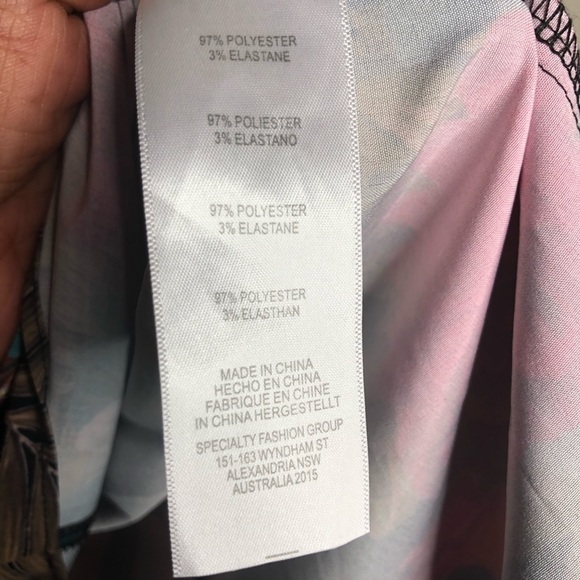 97% POLYESTER
3% ELASTANE
97% POLIESTER
3% ELASTANO
97% POLYESTER
3% ELASTANE
97% POLYESTER
3% ELASTHAN
MADE IN CHINA
HECHO EN CHINA
FABRIQUE EN CHINE
IN CHINA HERGESTELLT
SPECIALTY FASHION GROUP
151-163 WYNDHAM ST
ALEXANDRIA NSW
AUSTRALIA 2015